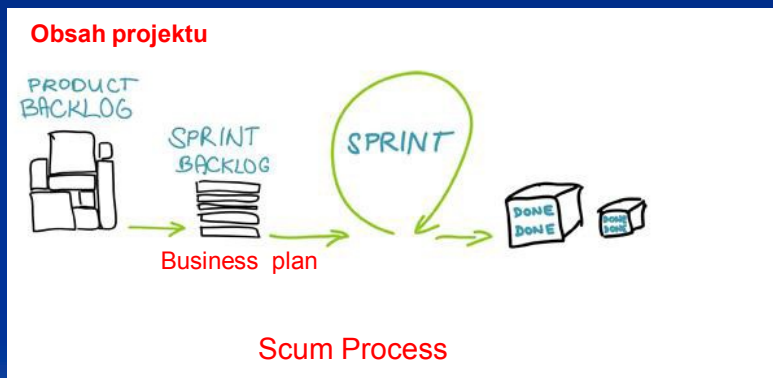 Obsah projektu
PRODUCT
BACKLOG
SPRINT
BACKLOG
SPRINT
DONE
DONE
DONE
DONE
Business plan
Scum Process